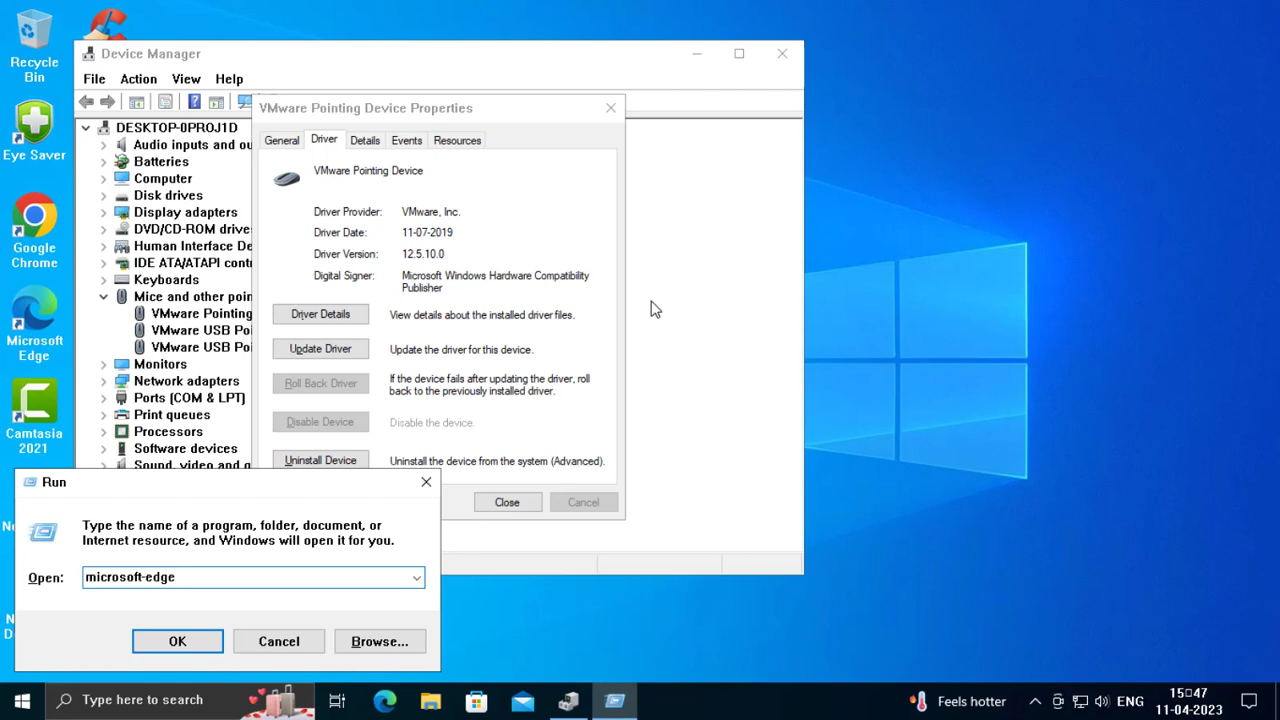 Recycle
Bin
Eye Saver
Google
Chrome
Microsoft
Edge
Camtasia
2021
Device Manager
File Action View Help
DESKTOP-0PROJ1D
Audio inputs and ou
Batteries
Computer
Disk drives
Display adapters
DVD/CD-ROM drive
Human Interface De
IDE ATA/ATAPI contr
Keyboards
Mice and other poin
VMware Pointing
VMware USB Poi
VMware USB Poi
Monitors
Network adapters
Ports (COM & LPT)
Print queues
Processors
Software devices
Sound, video and g
VMware Pointing Device Properties
General Driver Details Events Resources
VMware Pointing Device
Driver Provider: VMware, Inc.
Driver Date: 11-07-2019
Driver Version: 12.5.10.0
Digital Signer: Microsoft Windows Hardware Compatibility
Publisher
Driver Details View details about the installed driver files.
Update Driver Update the driver for this device.
Roll Back Driver If the device fails after updating the driver, roll
back to the previously installed driver.
Disable Device Disable the device.
Uninstall Device Uninstall the device from the system (Advanced).
Close Cancel
Run
Type the name of a program, folder, document, or
Internet resource, and Windows will open it for you.
Open: microsoft-edge
OK Cancel Browse...
Type here to search
Feels hotter
ENG
15:47
11-04-2023